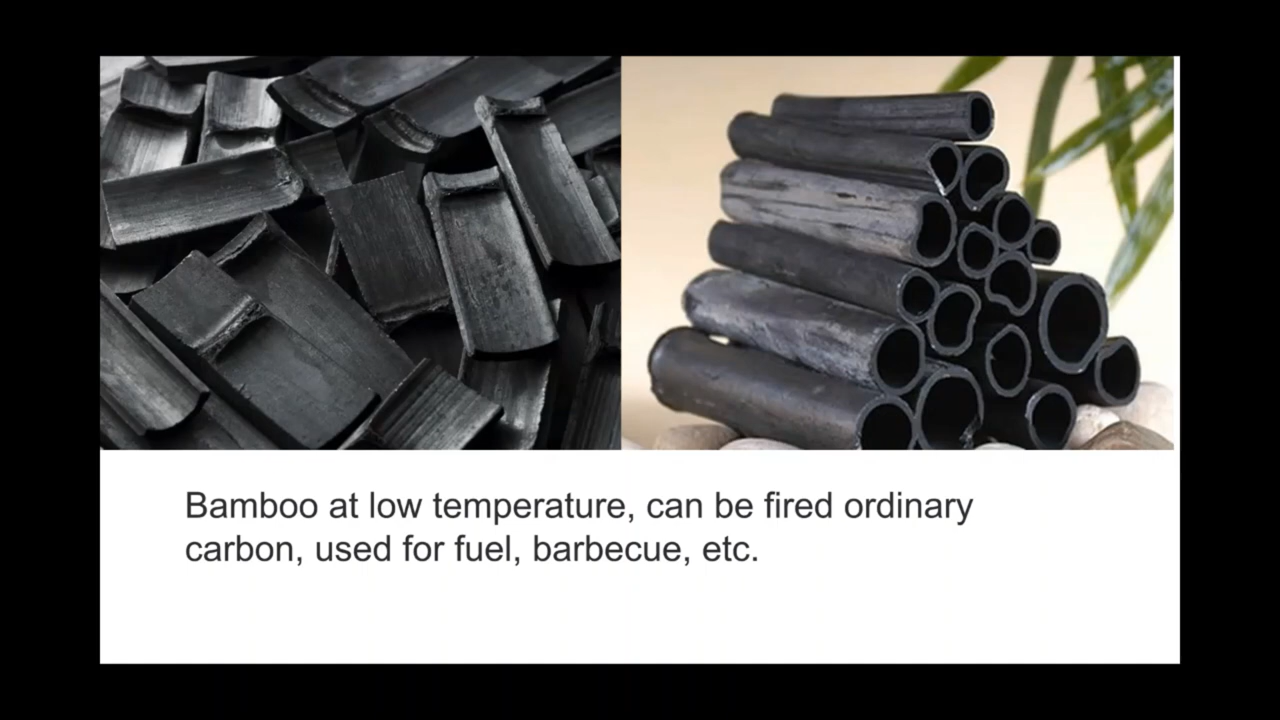 Bamboo at low temperature, can be fired ordinary
carbon, used for fuel, barbecue, etc.